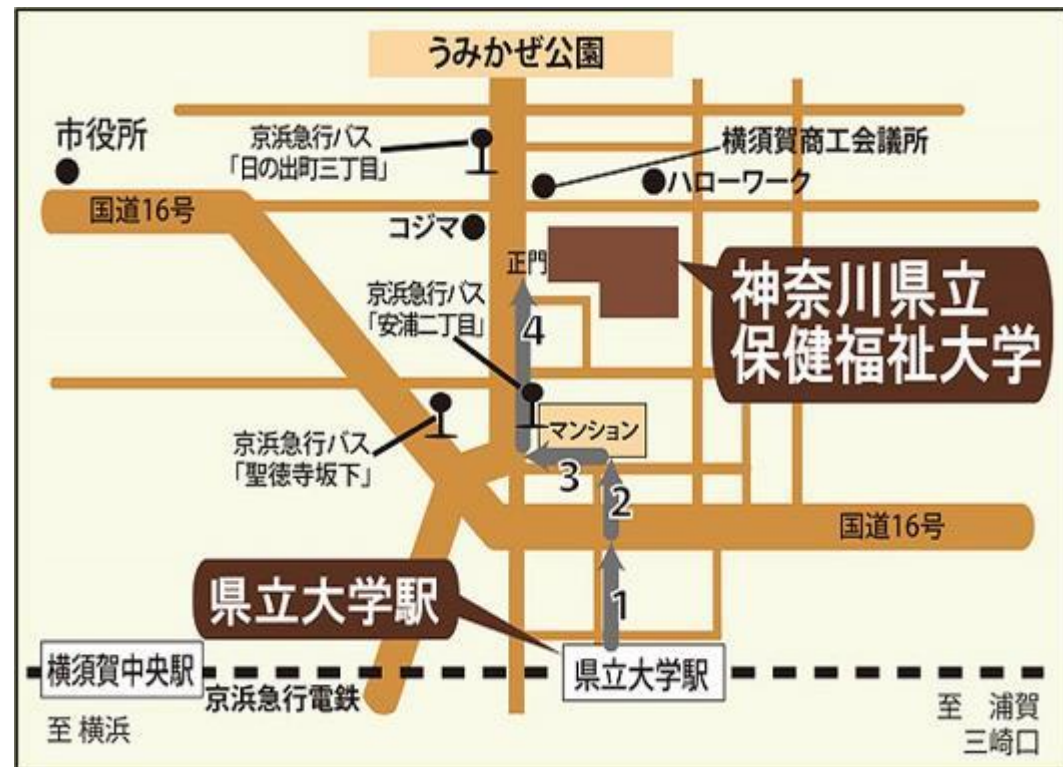 うみかぜ公園
市役所
京浜急行バス
「日の出町三丁目」
横須賀商工会議所
ハローワーク
国道16号
コジマ
正門
神奈川県立
保健福祉大学
京浜急行バス
「安浦二丁目」
4
マンション
京浜急行バス
「聖徳寺坂下」
3
2
国道16号
県立大学駅
1
横須賀中央駅
京浜急行電鉄
県立大学駅
至 横浜
至 浦賀
三崎口